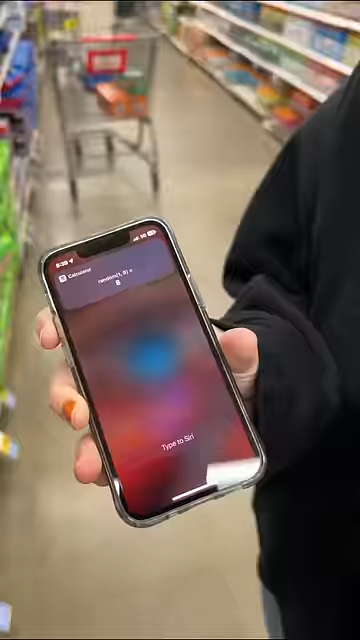 Calculator
random(1, 8) =
8
Type to Siri